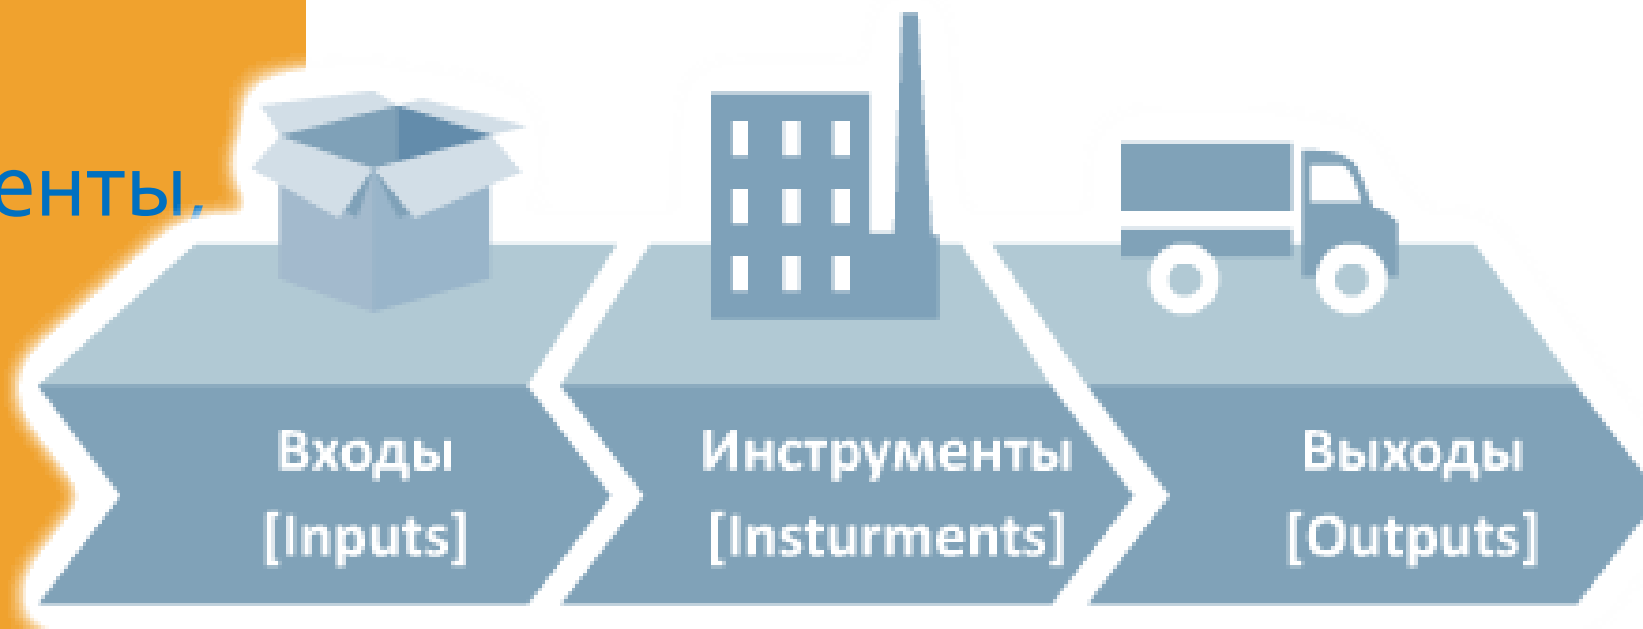 енты,
Входы
[Inputs]
Инструменты
[Insturments]
Выходы
[Outputs]